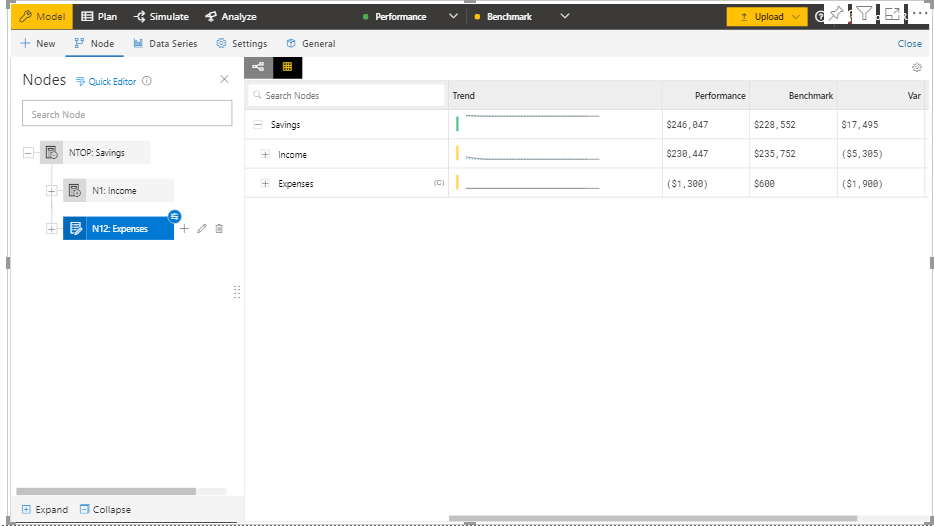 Model Plan Simulate Analyze Performance Benchmark Upload
New Node Data Series Settings General Close
Nodes Quick Editor
Search Node
NTOP: Savings
N1: Income
N12: Expenses
Expand Collapse
Search Nodes Trend Performance Benchmark Var
Savings $246,047 $228,552 $17,495
Income $230,447 $235,752 ($5,305)
Expenses (C) ($1,300) $600 ($1,900)